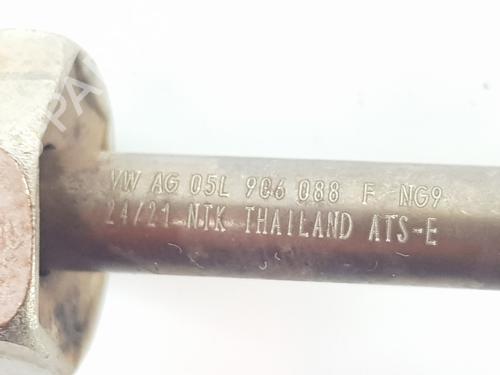 VW AG 05L 906 088 F NG9
24/21 NTK THAILAND ATS-E